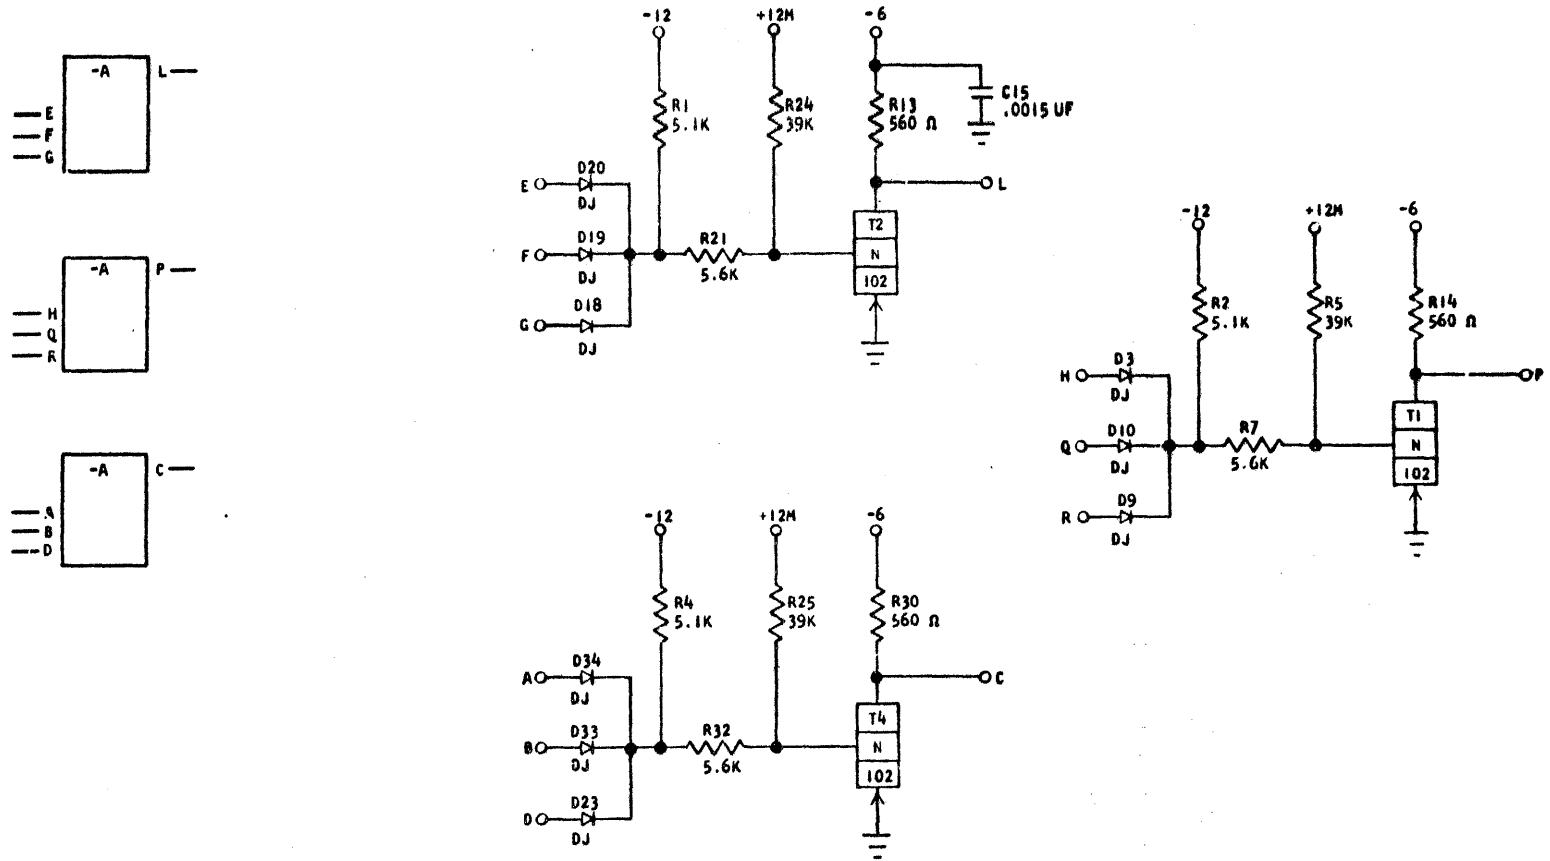 -A
L
E
F
G
-A
P
H
Q
R
-A
C
A
B
D
-12
+12M
-6
R1
5.1K
R24
39K
R13
560 Ω
C15
.0015 UF
D20
E
DJ
L
D19
F
DJ
R21
5.6K
T2
N
102
D18
G
DJ
-12
+12M
-6
R2
5.1K
R5
39K
R14
560 Ω
D3
H
DJ
P
D10
Q
DJ
R7
5.6K
T1
N
102
D9
R
DJ
-12
+12M
-6
R4
5.1K
R25
39K
R30
560 Ω
D34
A
DJ
C
D33
B
DJ
R32
5.6K
T4
N
102
D23
D
DJ